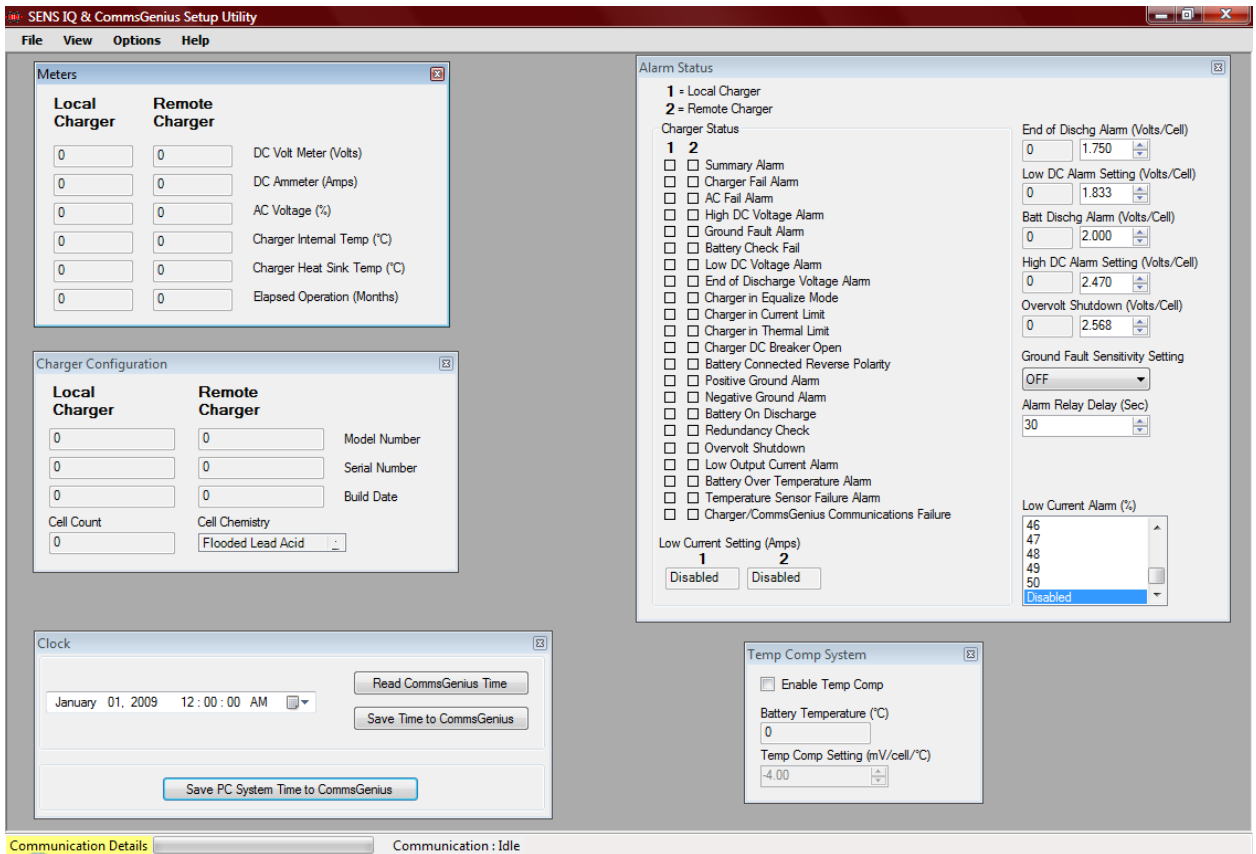 SENS IQ & CommsGenius Setup Utility
File View Options Help
Meters
Local Charger Remote Charger
0 0 DC Volt Meter (Volts)
0 0 DC Ammeter (Amps)
0 0 AC Voltage (%)
0 0 Charger Internal Temp (°C)
0 0 Charger Heat Sink Temp (°C)
0 0 Elapsed Operation (Months)
Charger Configuration
Local Charger Remote Charger
0 0 Model Number
0 0 Serial Number
0 0 Build Date
Cell Count Cell Chemistry
0 Flooded Lead Acid
Clock
January 01, 2009 12 : 00 : 00 AM
Read CommsGenius Time
Save Time to CommsGenius
Save PC System Time to CommsGenius
Alarm Status
1 = Local Charger
2 = Remote Charger
Charger Status
1 2
Summary Alarm
Charger Fail Alarm
AC Fail Alarm
High DC Voltage Alarm
Ground Fault Alarm
Battery Check Fail
Low DC Voltage Alarm
End of Discharge Voltage Alarm
Charger in Equalize Mode
Charger in Current Limit
Charger in Thermal Limit
Charger DC Breaker Open
Battery Connected Reverse Polarity
Positive Ground Alarm
Negative Ground Alarm
Battery On Discharge
Redundancy Check
Overvolt Shutdown
Low Output Current Alarm
Battery Over Temperature Alarm
Temperature Sensor Failure Alarm
Charger/CommsGenius Communications Failure
Low Current Setting (Amps)
1 2
Disabled Disabled
End of Dischg Alarm (Volts/Cell)
0 1.750
Low DC Alarm Setting (Volts/Cell)
0 1.833
Batt Dischg Alarm (Volts/Cell)
0 2.000
High DC Alarm Setting (Volts/Cell)
0 2.470
Overvolt Shutdown (Volts/Cell)
0 2.568
Ground Fault Sensitivity Setting
OFF
Alarm Relay Delay (Sec)
30
Low Current Alarm (%)
46
47
48
49
50
Disabled
Temp Comp System
Enable Temp Comp
Battery Temperature (°C)
0
Temp Comp Setting (mV/cell/°C)
-4.00
Communication Details Communication : Idle